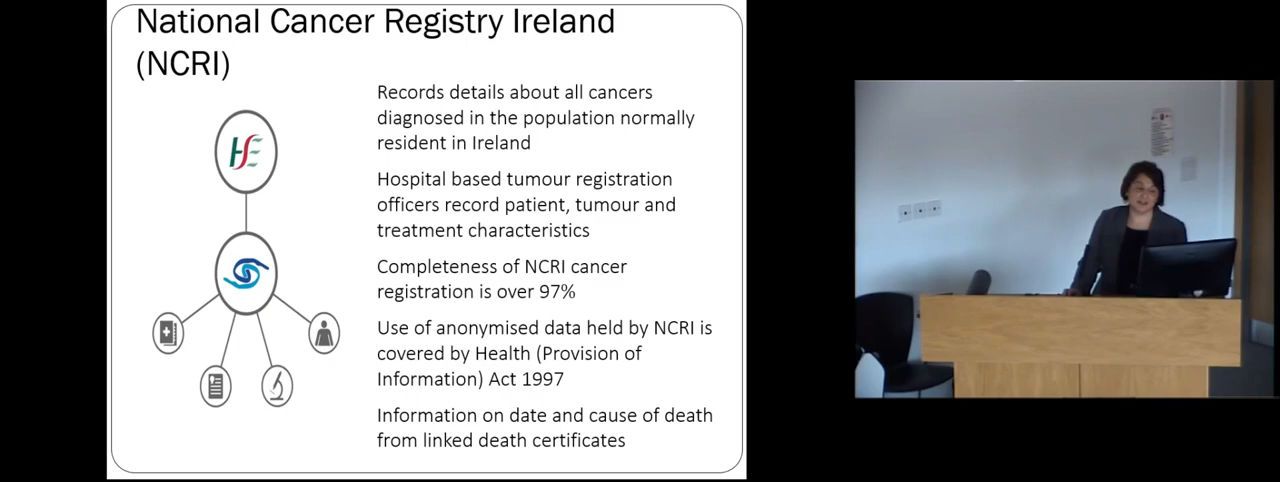 National Cancer Registry Ireland
(NCRI)
Records details about all cancers
diagnosed in the population normally
resident in Ireland
Hospital based tumour registration
officers record patient, tumour and
treatment characteristics
Completeness of NCRI cancer
registration is over 97%
Use of anonymised data held by NCRI is
covered by Health (Provision of
Information) Act 1997
Information on date and cause of death
from linked death certificates
HSE